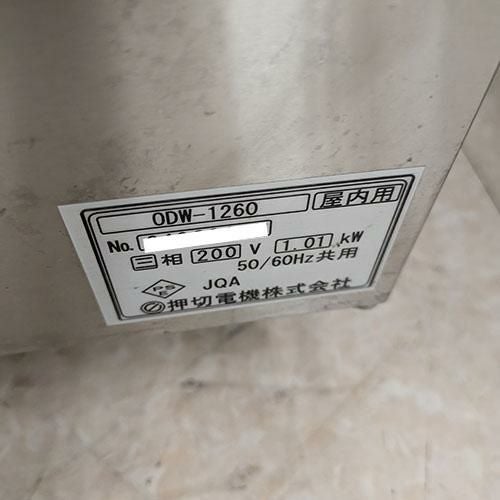 ODW-1260 屋内用
No.
三相 200 V 1.01 kW
50/60Hz共用
PSE JQA
押切電機株式会社